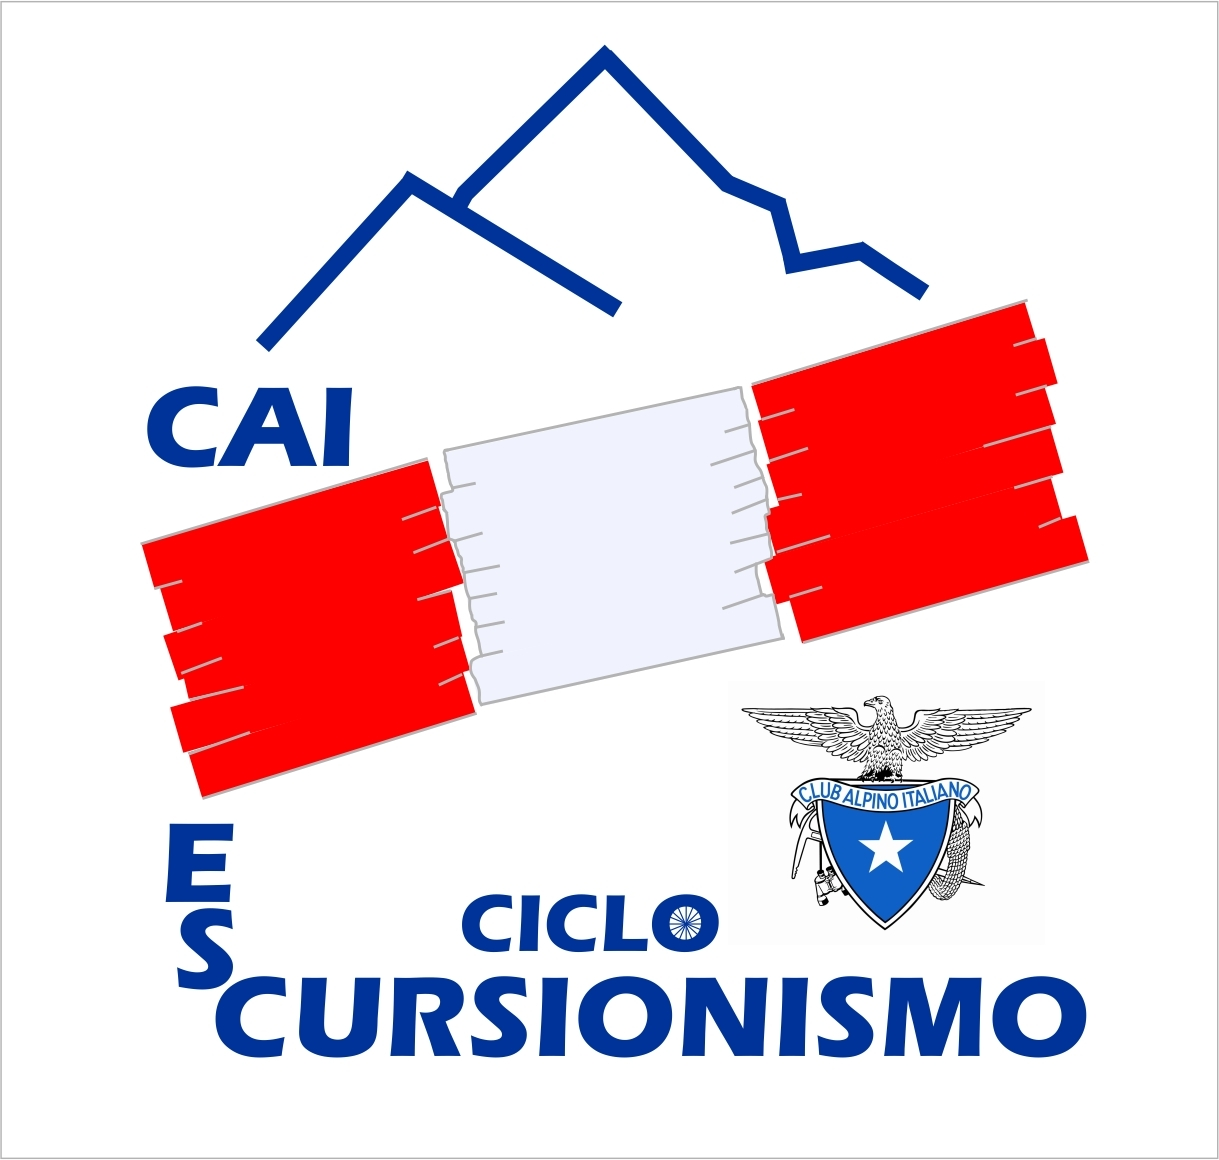 CAI
CLUB ALPINO ITALIANO
E
S
CICLO
CURSIONISMO